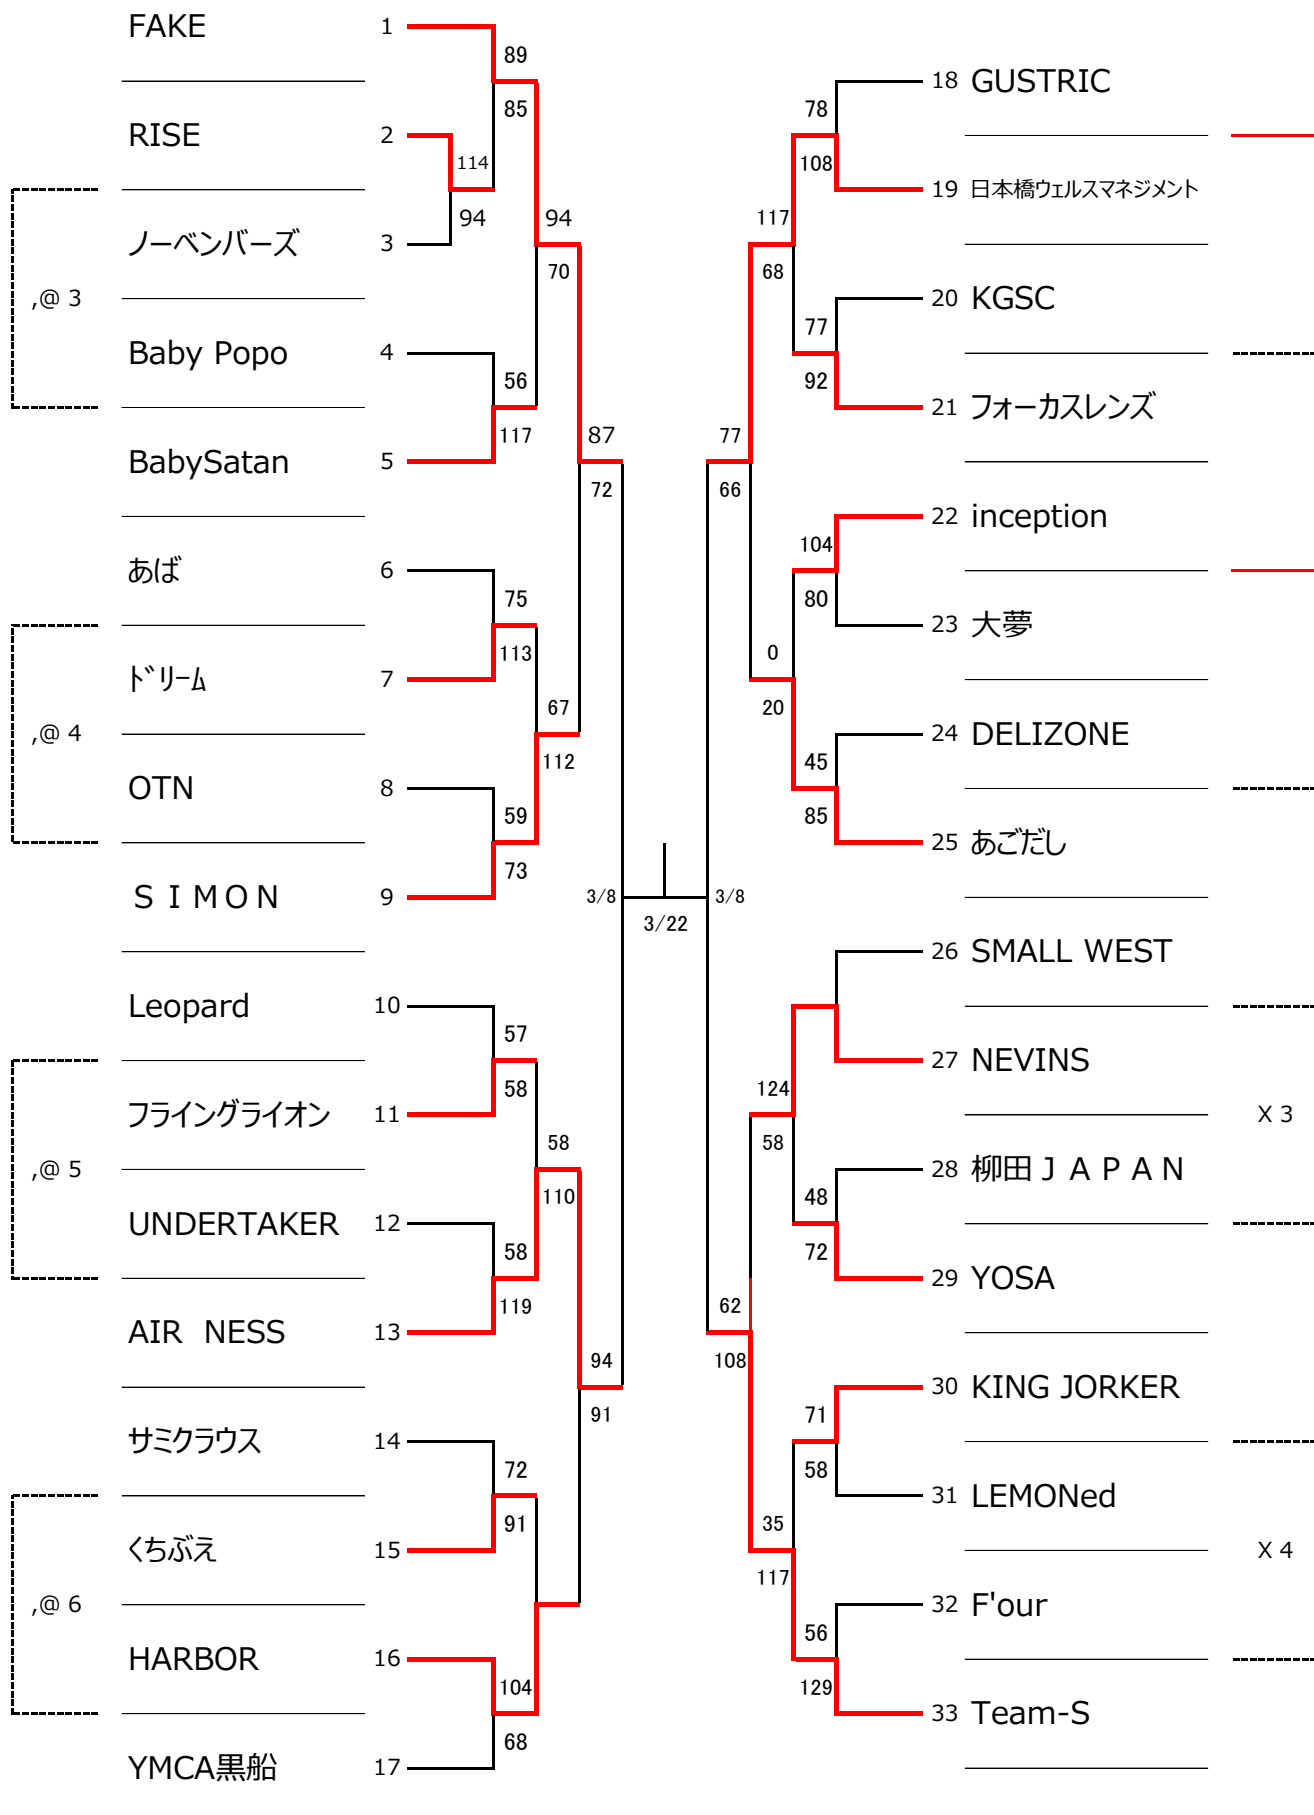 FAKE 1
89
85
RISE 2
114
94
ノーベンバーズ 3
94
70
,@ 3
Baby Popo 4
56
117
BabySatan 5
87
72
あば 6
75
113
ドリーム 7
67
112
,@ 4
OTN 8
59
73
ＳＩＭＯＮ 9
3/8
3/22
3/8
Leopard 10
57
58
フライングライオン 11
58
110
,@ 5
UNDERTAKER 12
58
119
AIR NESS 13
94
91
サミクラウス 14
72
91
くちぶえ 15
,@ 6
HARBOR 16
104
68
YMCA黒船 17
18 GUSTRIC
78
108
19 日本橋ウェルスマネジメント
117
68
20 KGSC
77
92
21 フォーカスレンズ
77
66
22 inception
104
80
23 大夢
0
20
24 DELIZONE
45
85
25 あごだし
26 SMALL WEST
27 NEVINS
124
58
X 3
28 柳田ＪＡＰＡＮ
48
72
29 YOSA
62
108
30 KING JORKER
71
58
31 LEMONed
35
117
X 4
32 F'our
56
129
33 Team-S